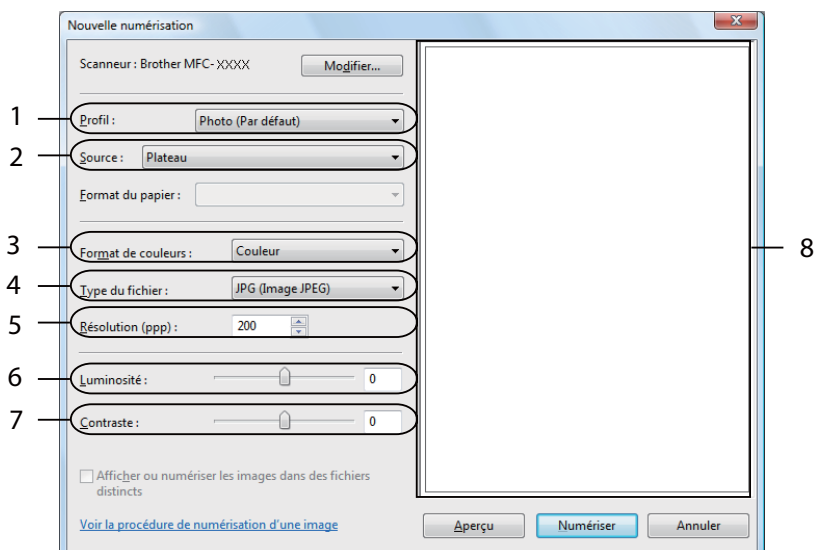 Nouvelle numérisation
Scanneur : Brother MFC-XXXX
Modifier...
1
Profil :
Photo (Par défaut)
2
Source :
Plateau
Format du papier :
3
Format de couleurs :
Couleur
8
4
Type du fichier :
JPG (Image JPEG)
5
Résolution (ppp) :
200
6
Luminosité :
0
7
Contraste :
0
Afficher ou numériser les images dans des fichiers
distincts
Voir la procédure de numérisation d'une image
Aperçu
Numériser
Annuler